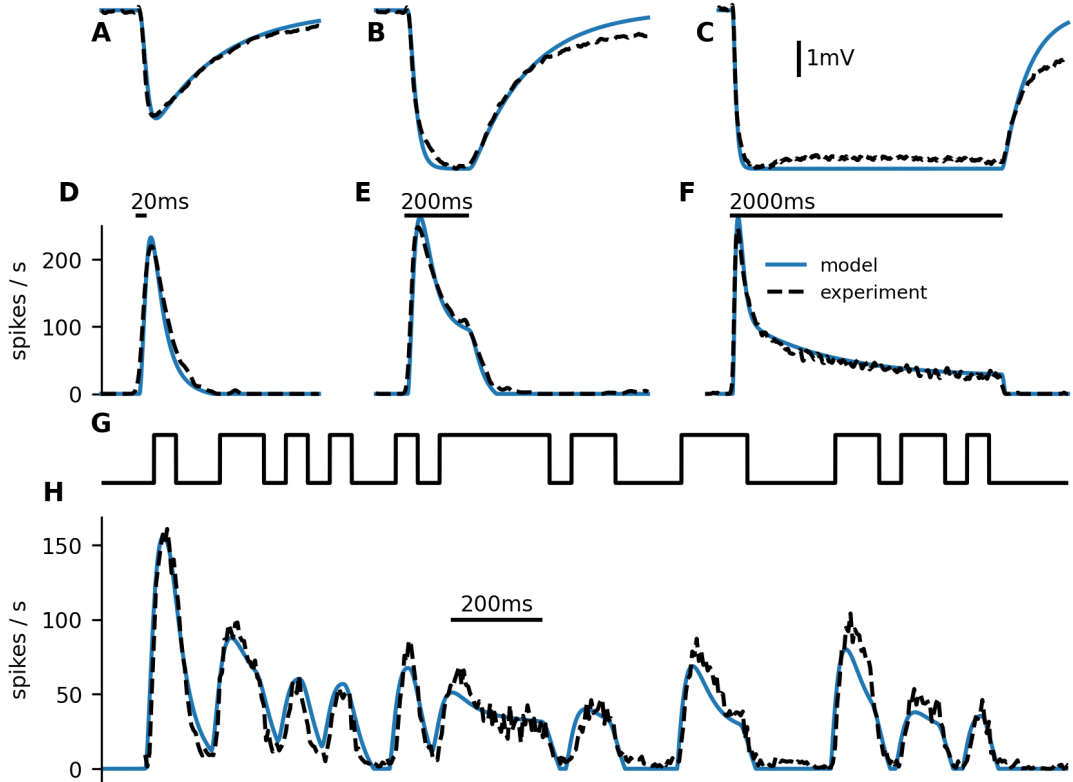 A
B
C
1mV
D
20ms
E
200ms
F
2000ms
spikes / s
200
100
0
model
experiment
G
H
spikes / s
150
100
50
0
200ms